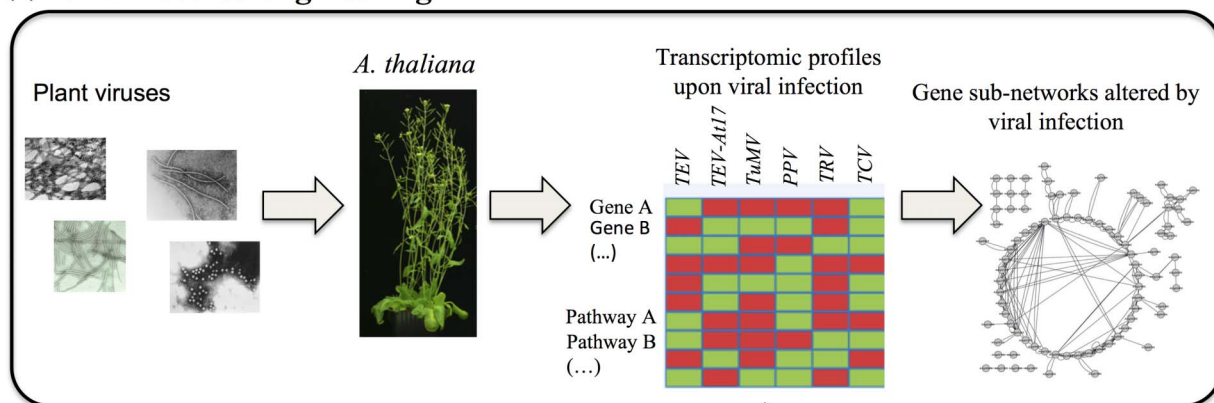 Plant viruses
A. thaliana
Transcriptomic profiles
upon viral infection
TEV
TEV-At17
TuMV
PPV
TRV
TCV
Gene A
Gene B
(...)
Pathway A
Pathway B
(…)
Gene sub-networks altered by
viral infection